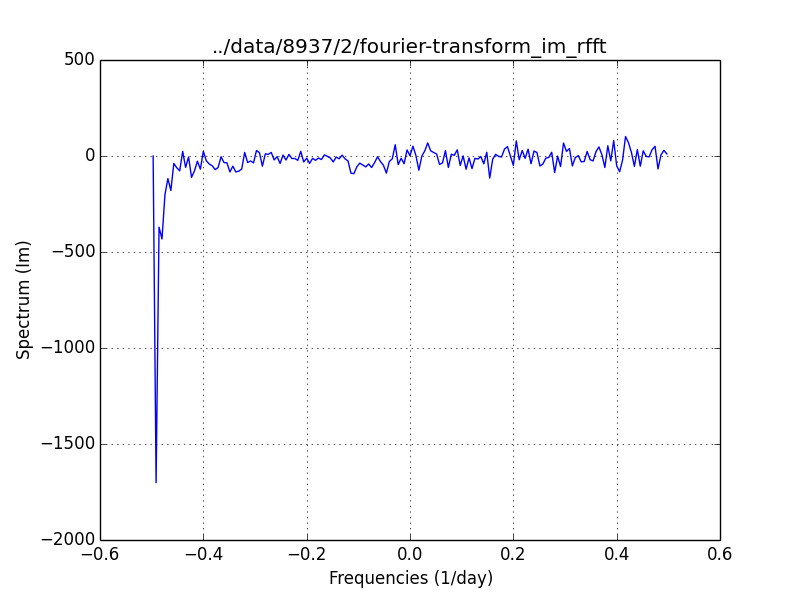 ../data/8937/2/fourier-transform_im_rfft
500
0
−500
−1000
−1500
−2000
Spectrum (Im)
−0.6 −0.4 −0.2 0.0 0.2 0.4 0.6
Frequencies (1/day)